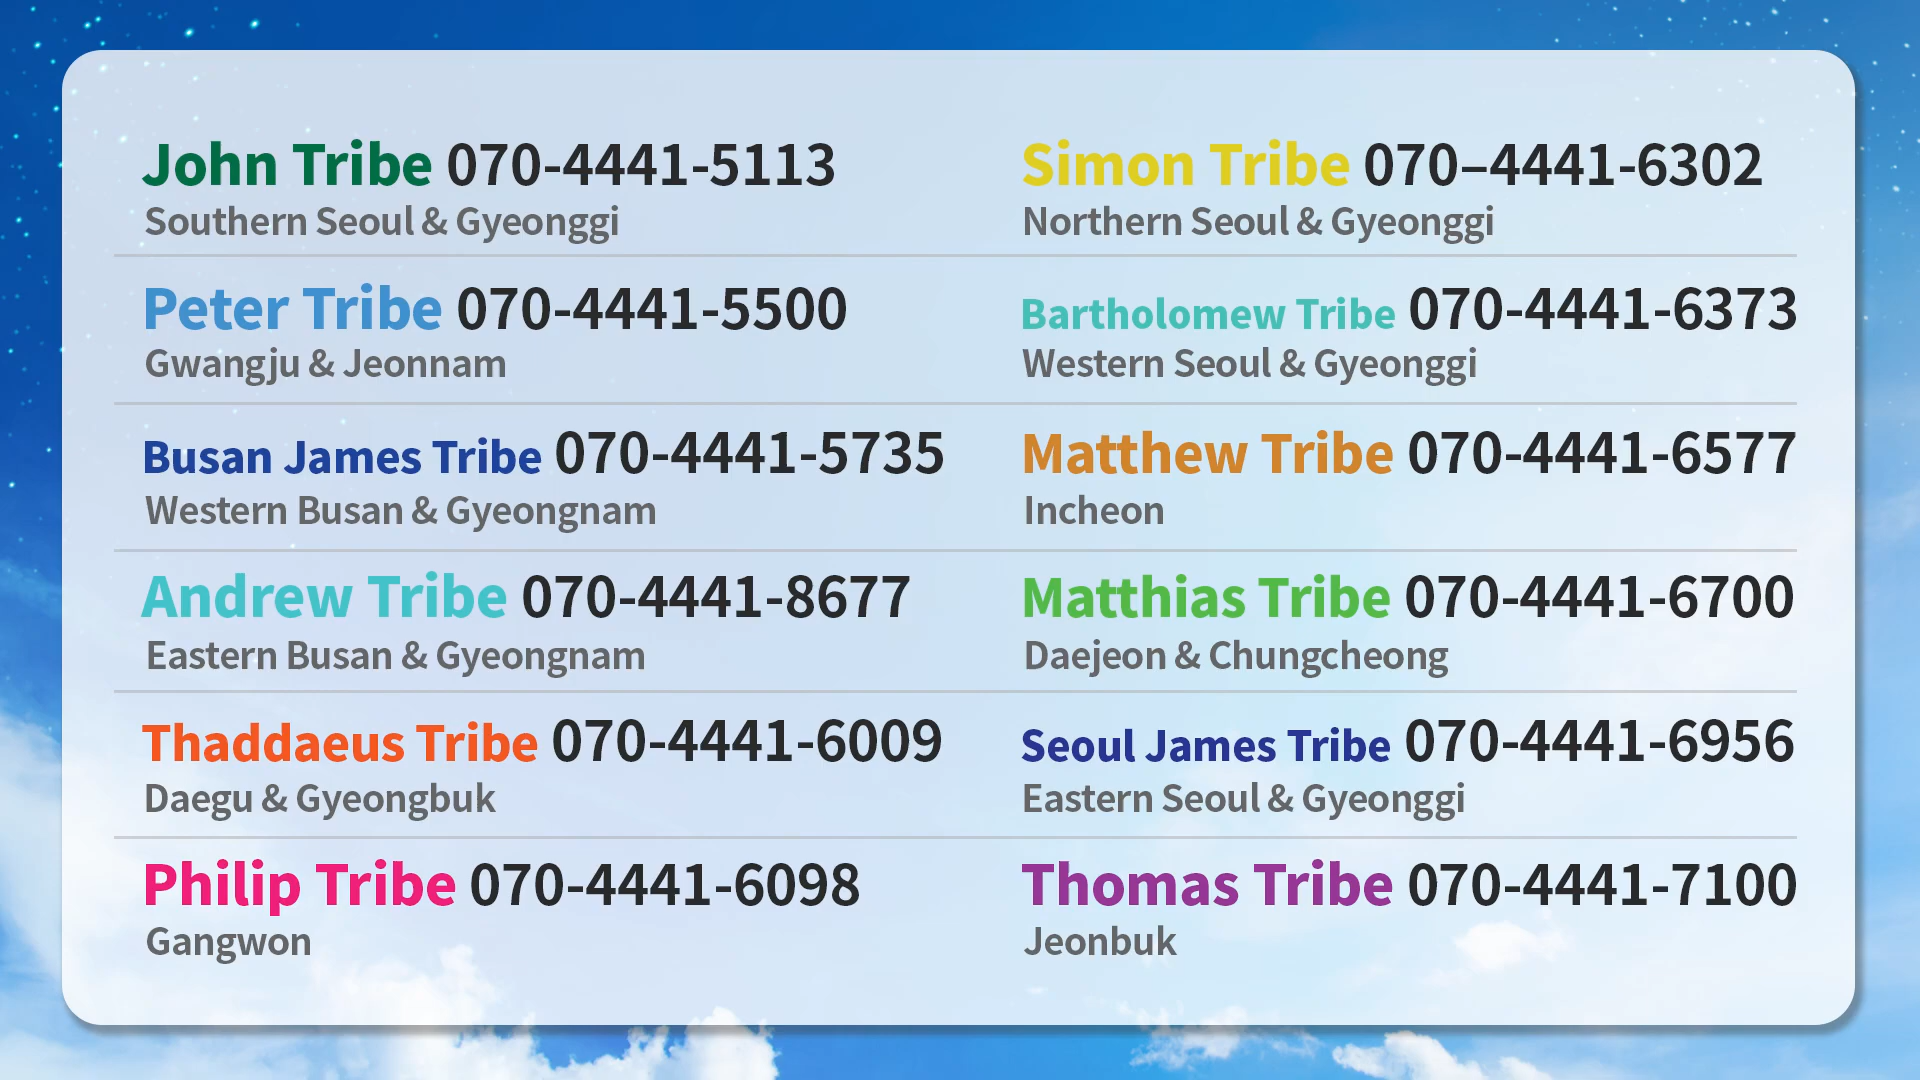 John Tribe 070-4441-5113
Southern Seoul & Gyeonggi
Peter Tribe 070-4441-5500
Gwangju & Jeonnam
Busan James Tribe 070-4441-5735
Western Busan & Gyeongnam
Andrew Tribe 070-4441-8677
Eastern Busan & Gyeongnam
Thaddaeus Tribe 070-4441-6009
Daegu & Gyeongbuk
Philip Tribe 070-4441-6098
Gangwon
Simon Tribe 070–4441-6302
Northern Seoul & Gyeonggi
Bartholomew Tribe 070-4441-6373
Western Seoul & Gyeonggi
Matthew Tribe 070-4441-6577
Incheon
Matthias Tribe 070-4441-6700
Daejeon & Chungcheong
Seoul James Tribe 070-4441-6956
Eastern Seoul & Gyeonggi
Thomas Tribe 070-4441-7100
Jeonbuk